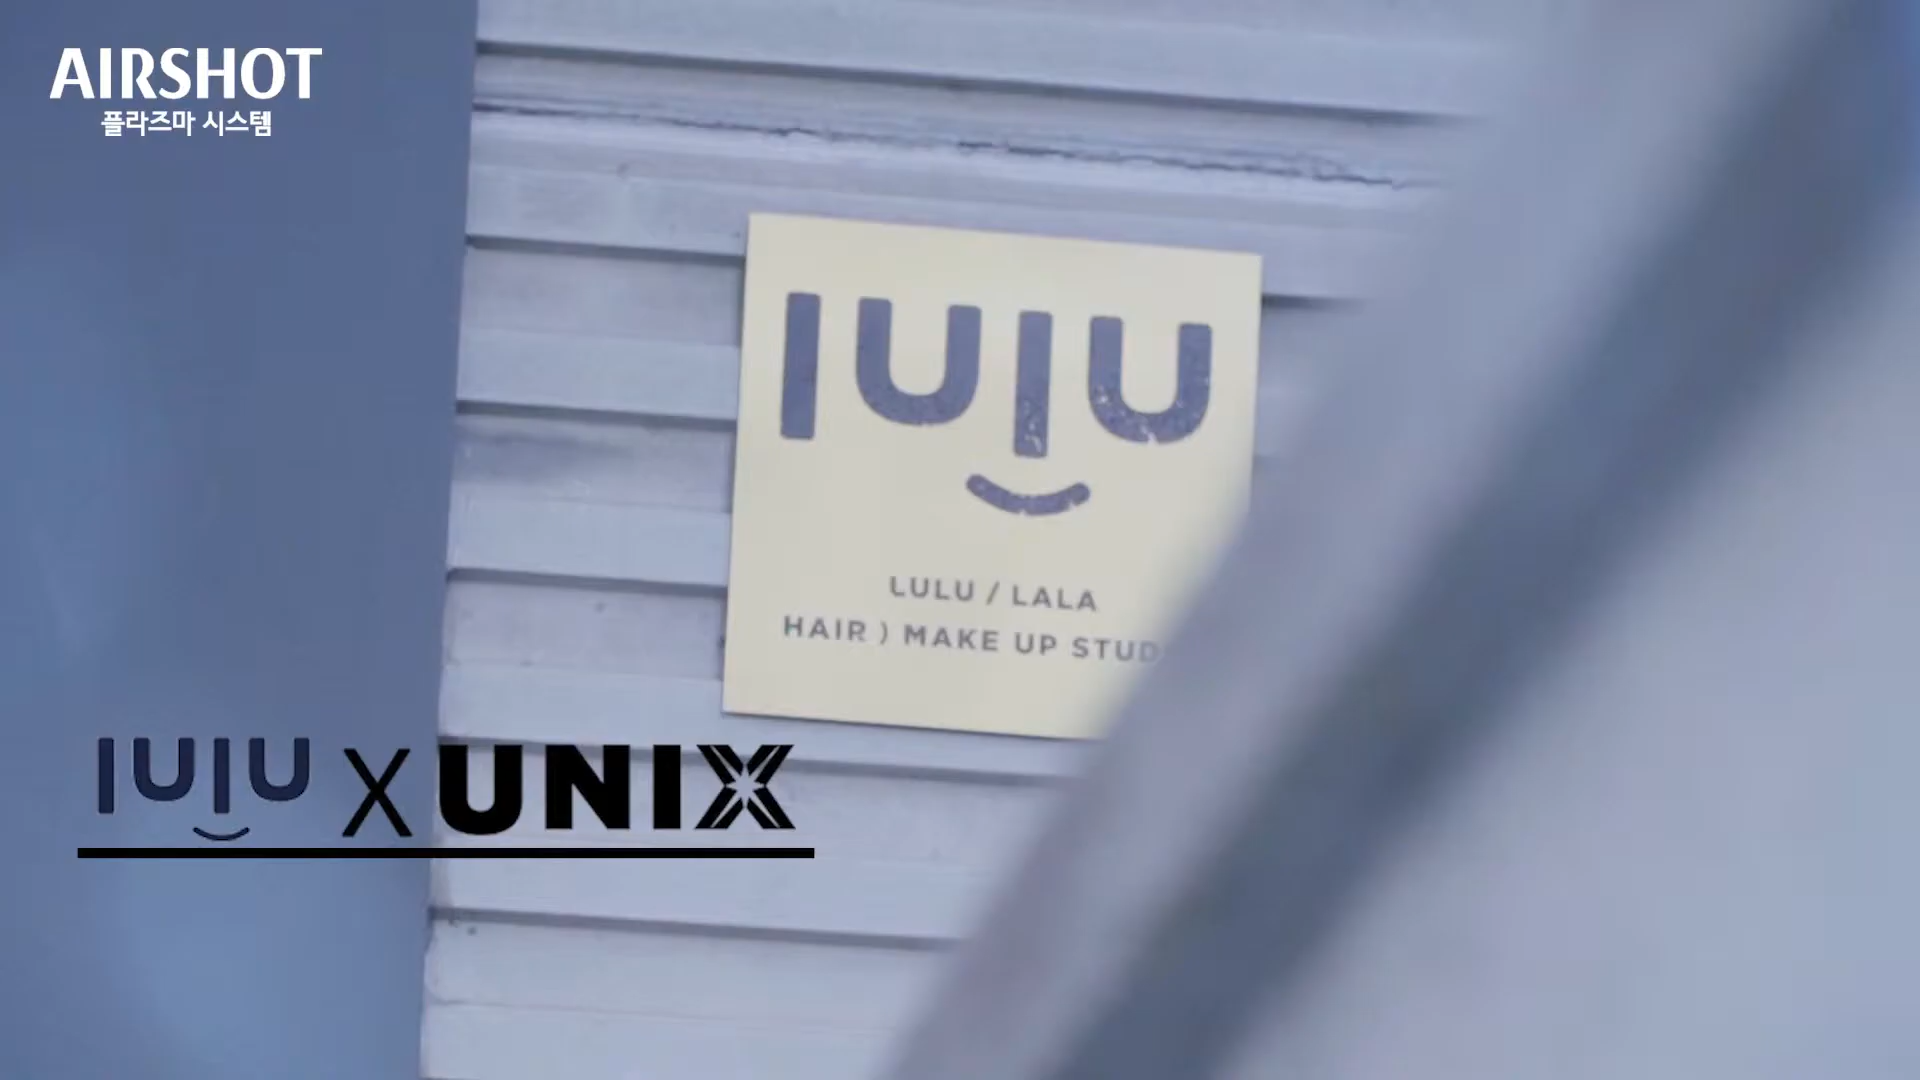 AIRSHOT
플라즈마 시스템
lulu
LULU / LALA
HAIR ) MAKE UP
lulu X UNIX